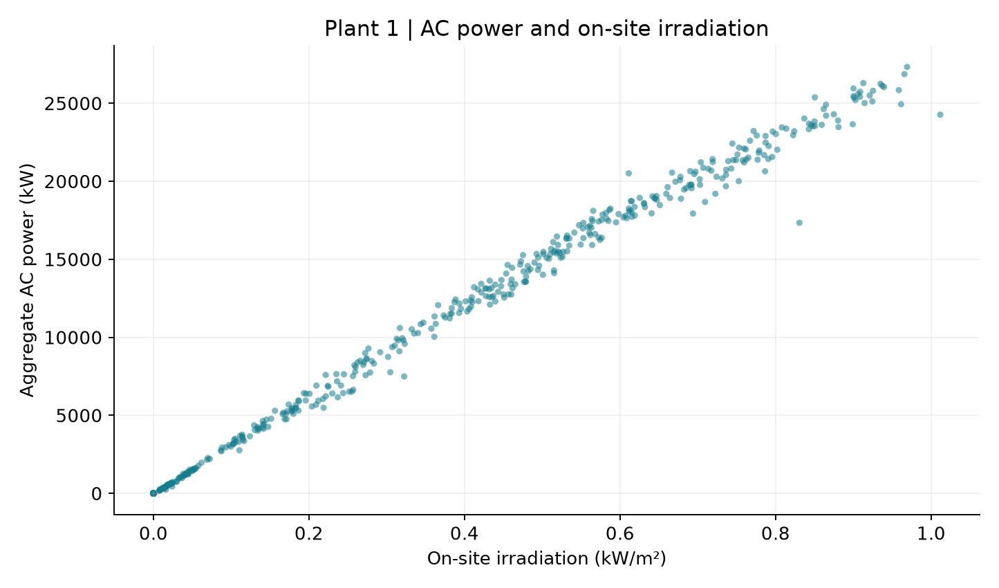 Plant 1 | AC power and on-site irradiation
Aggregate AC power (kW)
25000
20000
15000
10000
5000
0
0.0 0.2 0.4 0.6 0.8 1.0
On-site irradiation (kW/m²)